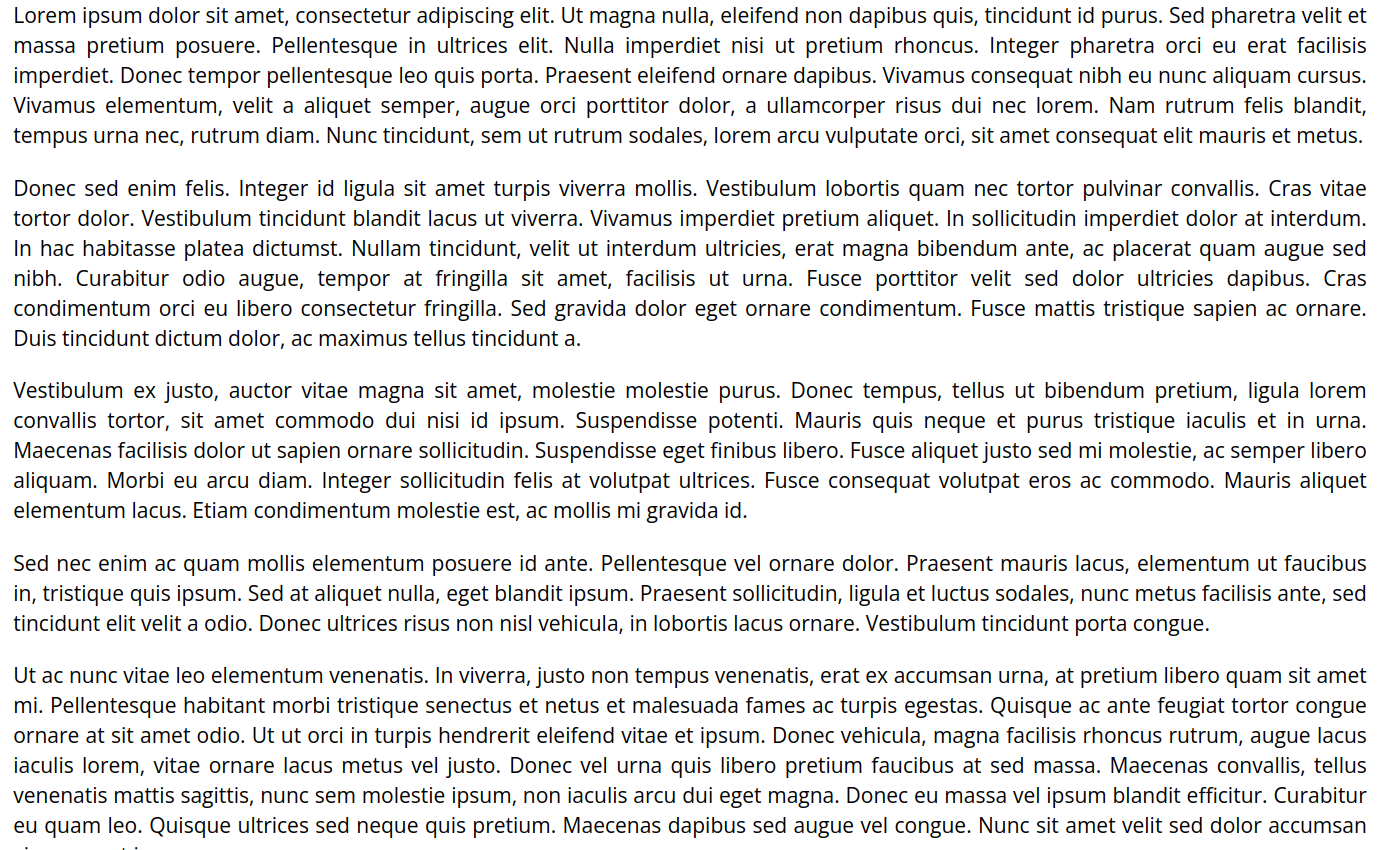 Lorem ipsum dolor sit amet, consectetur adipiscing elit. Ut magna nulla, eleifend non dapibus quis, tincidunt id purus. Sed pharetra velit et
massa pretium posuere. Pellentesque in ultrices elit. Nulla imperdiet nisi ut pretium rhoncus. Integer pharetra orci eu erat facilisis
imperdiet. Donec tempor pellentesque leo quis porta. Praesent eleifend ornare dapibus. Vivamus consequat nibh eu nunc aliquam cursus.
Vivamus elementum, velit a aliquet semper, augue orci porttitor dolor, a ullamcorper risus dui nec lorem. Nam rutrum felis blandit,
tempus urna nec, rutrum diam. Nunc tincidunt, sem ut rutrum sodales, lorem arcu vulputate orci, sit amet consequat elit mauris et metus.
Donec sed enim felis. Integer id ligula sit amet turpis viverra mollis. Vestibulum lobortis quam nec tortor pulvinar convallis. Cras vitae
tortor dolor. Vestibulum tincidunt blandit lacus ut viverra. Vivamus imperdiet pretium aliquet. In sollicitudin imperdiet dolor at interdum.
In hac habitasse platea dictumst. Nullam tincidunt, velit ut interdum ultricies, erat magna bibendum ante, ac placerat quam augue sed
nibh. Curabitur odio augue, tempor at fringilla sit amet, facilisis ut urna. Fusce porttitor velit sed dolor ultricies dapibus. Cras
condimentum orci eu libero consectetur fringilla. Sed gravida dolor eget ornare condimentum. Fusce mattis tristique sapien ac ornare.
Duis tincidunt dictum dolor, ac maximus tellus tincidunt a.
Vestibulum ex justo, auctor vitae magna sit amet, molestie molestie purus. Donec tempus, tellus ut bibendum pretium, ligula lorem
convallis tortor, sit amet commodo dui nisi id ipsum. Suspendisse potenti. Mauris quis neque et purus tristique iaculis et in urna.
Maecenas facilisis dolor ut sapien ornare sollicitudin. Suspendisse eget finibus libero. Fusce aliquet justo sed mi molestie, ac semper libero
aliquam. Morbi eu arcu diam. Integer sollicitudin felis at volutpat ultrices. Fusce consequat volutpat eros ac commodo. Mauris aliquet
elementum lacus. Etiam condimentum molestie est, ac mollis mi gravida id.
Sed nec enim ac quam mollis elementum posuere id ante. Pellentesque vel ornare dolor. Praesent mauris lacus, elementum ut faucibus
in, tristique quis ipsum. Sed at aliquet nulla, eget blandit ipsum. Praesent sollicitudin, ligula et luctus sodales, nunc metus facilisis ante, sed
tincidunt elit velit a odio. Donec ultrices risus non nisl vehicula, in lobortis lacus ornare. Vestibulum tincidunt porta congue.
Ut ac nunc vitae leo elementum venenatis. In viverra, justo non tempus venenatis, erat ex accumsan urna, at pretium libero quam sit amet
mi. Pellentesque habitant morbi tristique senectus et netus et malesuada fames ac turpis egestas. Quisque ac ante feugiat tortor congue
ornare at sit amet odio. Ut ut orci in turpis hendrerit eleifend vitae et ipsum. Donec vehicula, magna facilisis rhoncus rutrum, augue lacus
iaculis lorem, vitae ornare lacus metus vel justo. Donec vel urna quis libero pretium faucibus at sed massa. Maecenas convallis, tellus
venenatis mattis sagittis, nunc sem molestie ipsum, non iaculis arcu dui eget magna. Donec eu massa vel ipsum blandit efficitur. Curabitur
eu quam leo. Quisque ultrices sed neque quis pretium. Maecenas dapibus sed augue vel congue. Nunc sit amet velit sed dolor accumsan